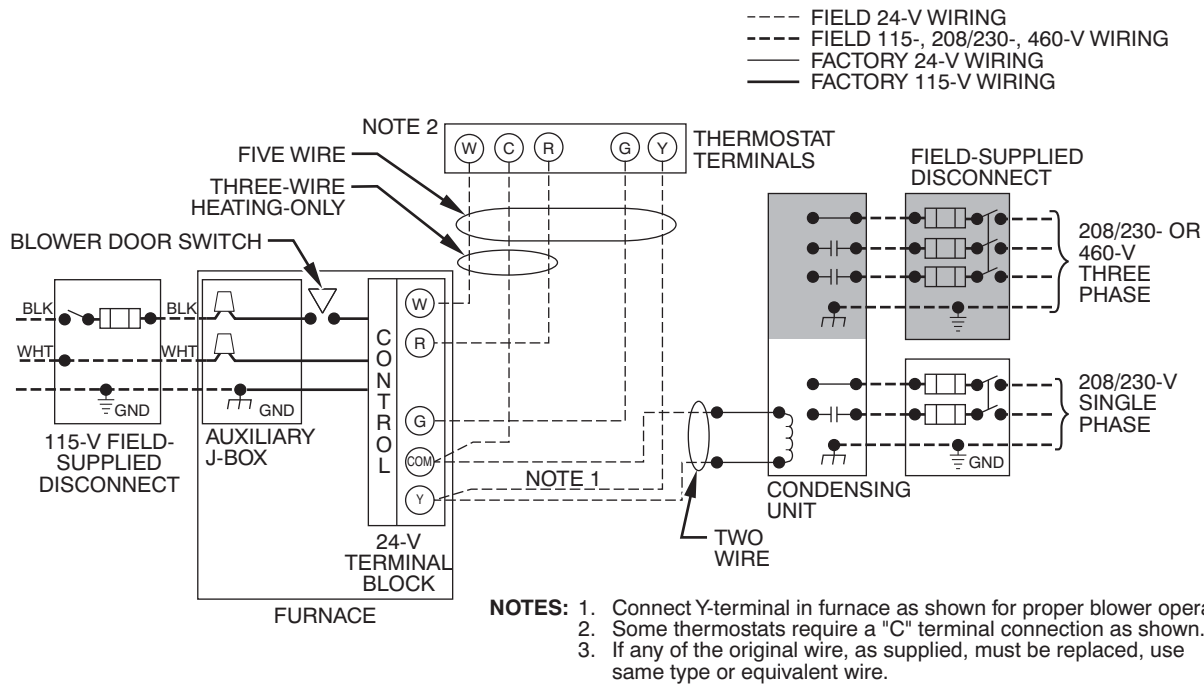 FIELD 24-V WIRING
FIELD 115-, 208/230-, 460-V WIRING
FACTORY 24-V WIRING
FACTORY 115-V WIRING
NOTE 2
W
C
R
G
Y
THERMOSTAT
TERMINALS
FIVE WIRE
THREE-WIRE
HEATING-ONLY
BLOWER DOOR SWITCH
FIELD-SUPPLIED
DISCONNECT
208/230- OR
460-V
THREE
PHASE
BLK
BLK
WHT
WHT
GND
GND
115-V FIELD-
SUPPLIED
DISCONNECT
AUXILIARY
J-BOX
CONTROL
W
R
G
COM
Y
24-V
TERMINAL
BLOCK
FURNACE
NOTE 1
TWO
WIRE
CONDENSING
UNIT
208/230-V
SINGLE
PHASE
GND
NOTES: 1. Connect Y-terminal in furnace as shown for proper blower opera
2. Some thermostats require a "C" terminal connection as shown.
3. If any of the original wire, as supplied, must be replaced, use
same type or equivalent wire.